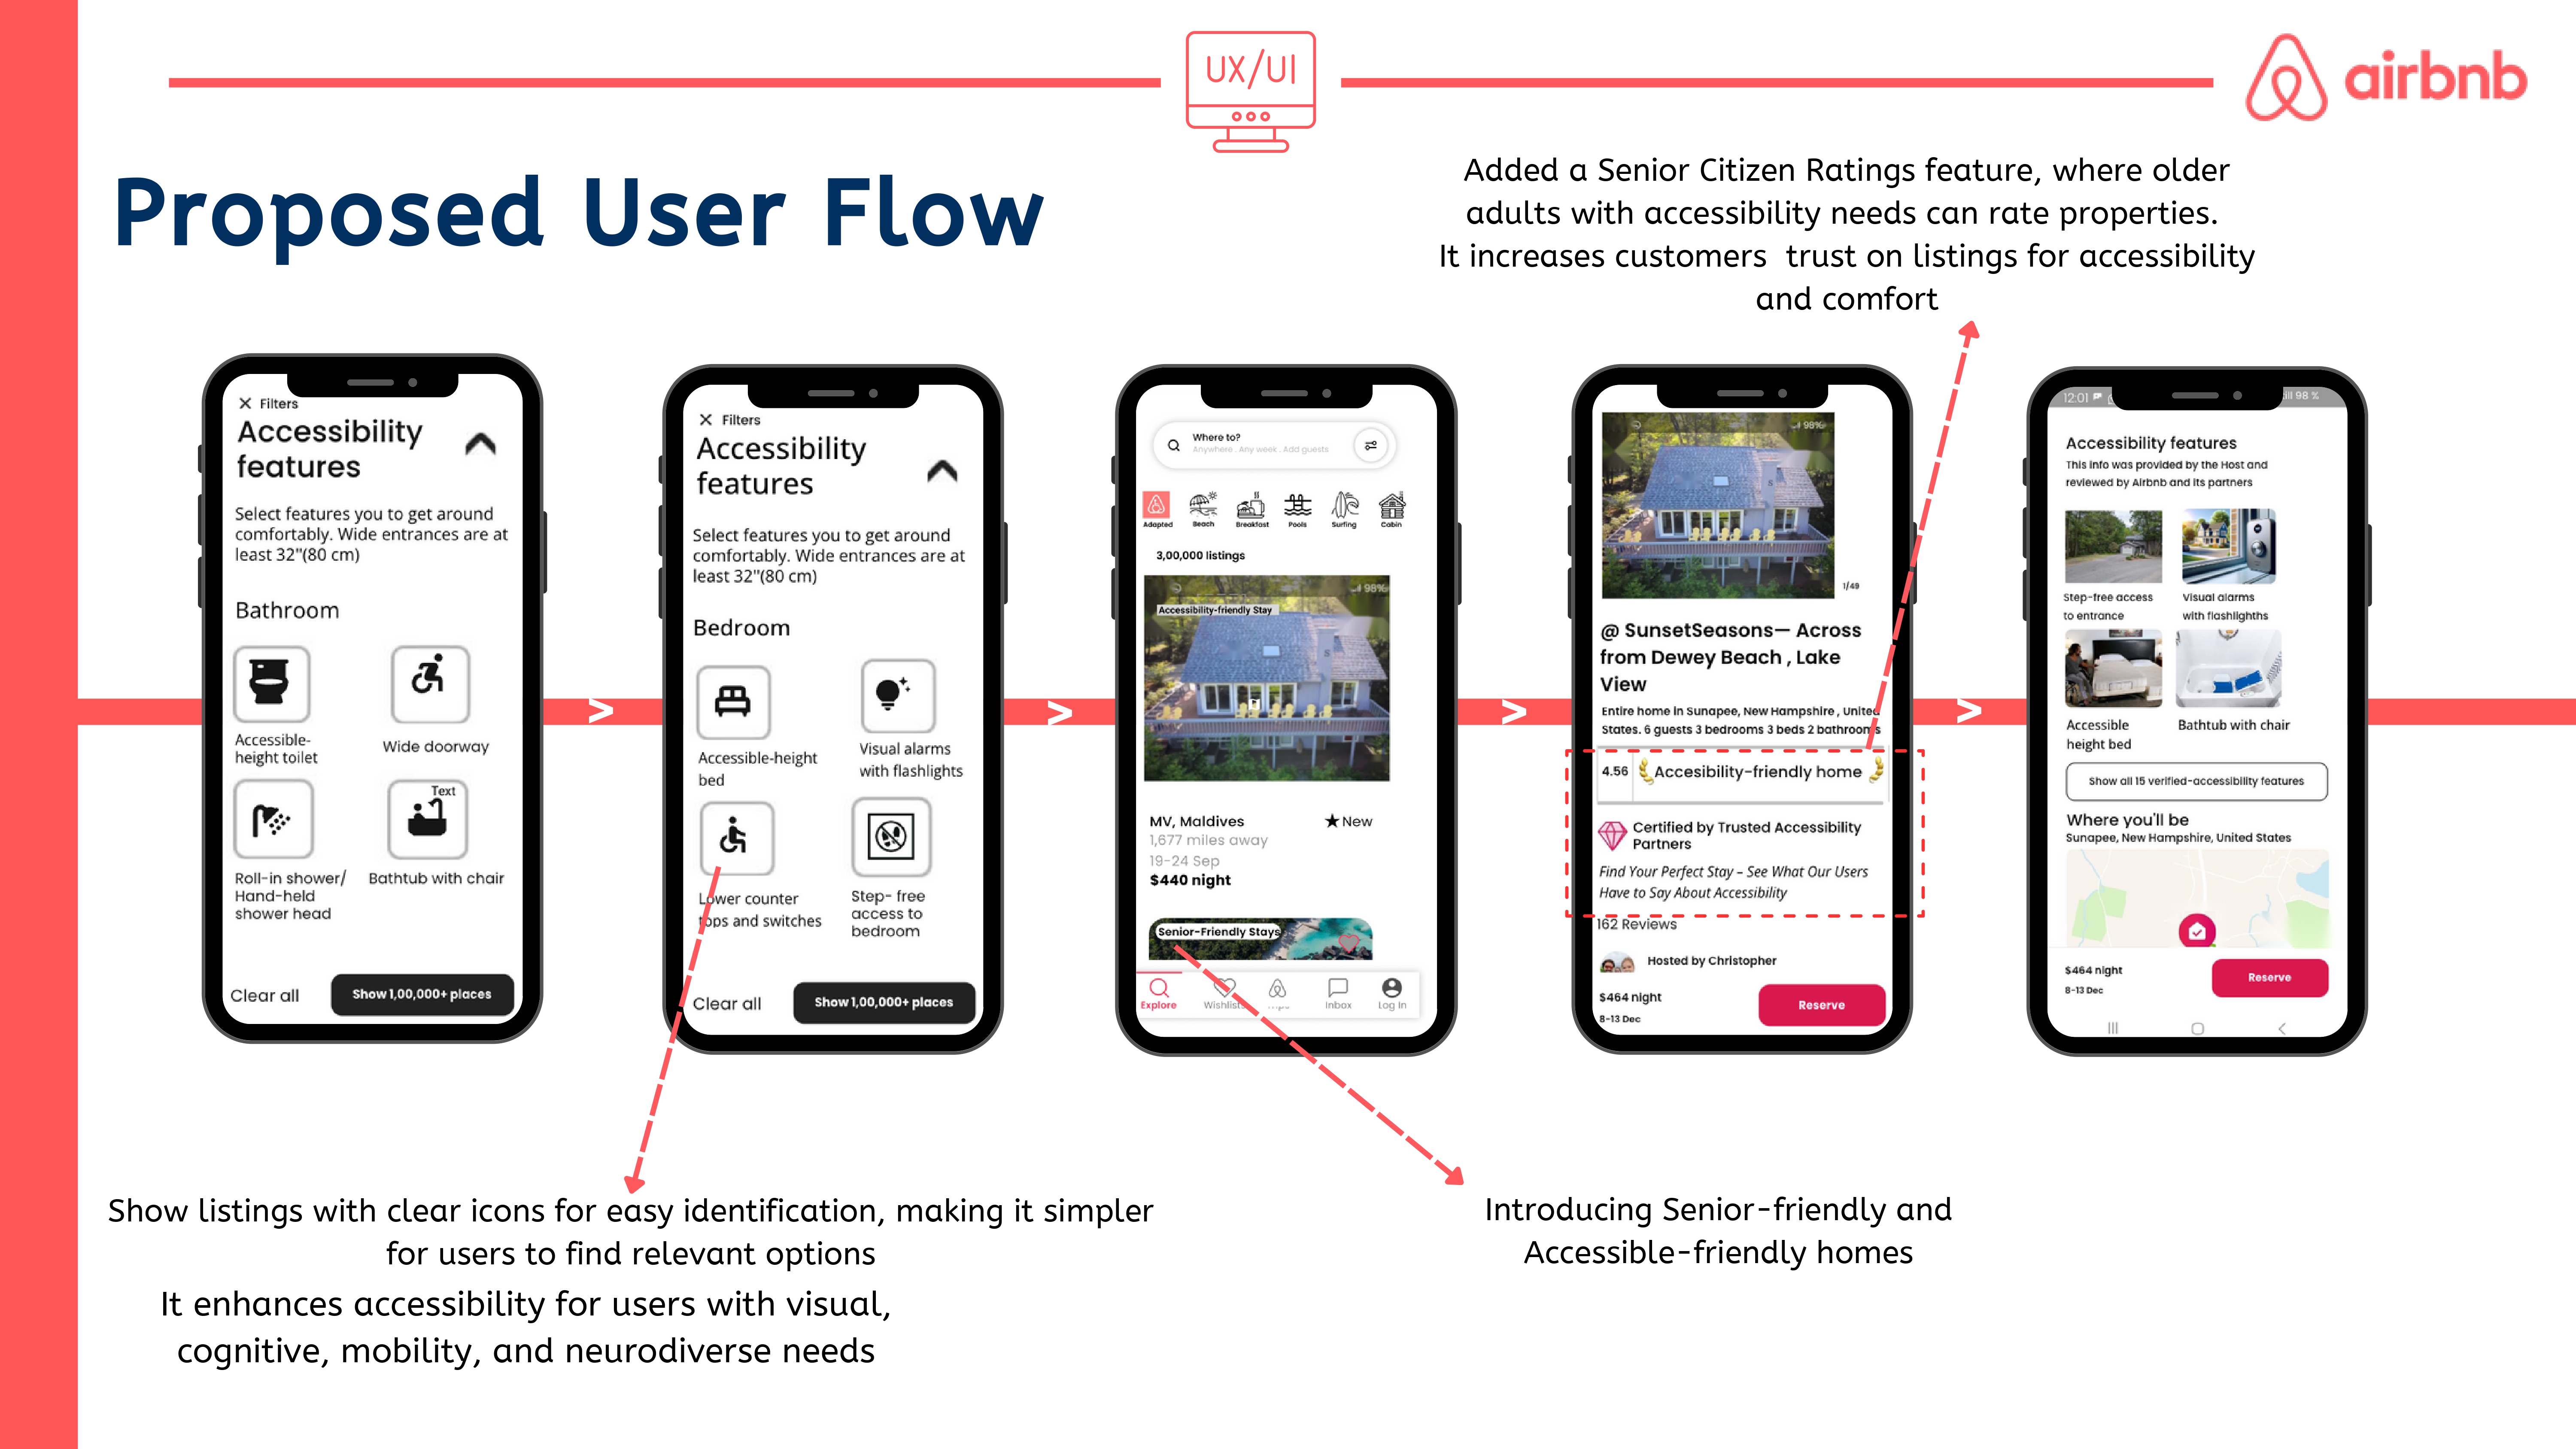 UX/UI
airbnb
Proposed User Flow
Added a Senior Citizen Ratings feature, where older
adults with accessibility needs can rate properties.
It increases customers  trust on listings for accessibility
and comfort
X Filters
Accessibility
features
Select features you to get around
comfortably. Wide entrances are at
least 32"(80 cm)
Bathroom
Accessible-
height toilet
Wide doorway
Text
Roll-in shower/
Hand-held
shower head
Bathtub with chair
Clear all
Show 1,00,000+ places
>
X Filters
Accessibility
features
Select features you to get around
comfortably. Wide entrances are at
least 32"(80 cm)
Bedroom
Accessible-height
bed
Visual alarms
with flashlights
Lower counter
tops and switches
Step- free
access to
bedroom
Clear all
Show 1,00,000+ places
>
Where to?
Anywhere . Any week . Add guests
Adapted
Beach
Breakfast
Pools
Surfing
Cabin
3,00,000 listings
98%
Accessibility-friendly Stay
S
MV, Maldives
★ New
1,677 miles away
19-24 Sep
$440 night
Senior-Friendly Stays
Explore
Wishlists
Inbox
Log In
>
98%
S
1/49
@ SunsetSeasons— Across
from Dewey Beach , Lake
View
Entire home in Sunapee, New Hampshire , United
States. 6 guests 3 bedrooms 3 beds 2 bathrooms
4.56
Accesibility-friendly home
Certified by Trusted Accessibility
Partners
Find Your Perfect Stay – See What Our Users
Have to Say About Accessibility
162 Reviews
Hosted by Christopher
$464 night
8-13 Dec
Reserve
>
12:01
98 %
Accessibility features
This info was provided by the Host and
reviewed by Airbnb and its partners
Step-free access
to entrance
Visual alarms
with flashlighths
Accessible
height bed
Bathtub with chair
Show all 15 verified-accessibility features
Where you'll be
Sunapee, New Hampshire, United States
$464 night
8-13 Dec
Reserve
Show listings with clear icons for easy identification, making it simpler
for users to find relevant options
It enhances accessibility for users with visual,
cognitive, mobility, and neurodiverse needs
Introducing Senior-friendly and
Accessible-friendly homes